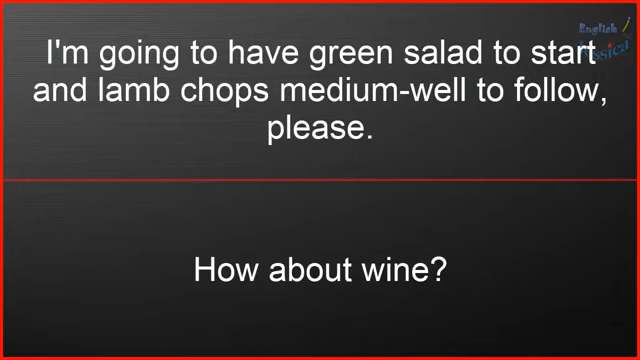 English
Jessica
I'm going to have green salad to start
and lamb chops medium-well to follow,
please.
How about wine?